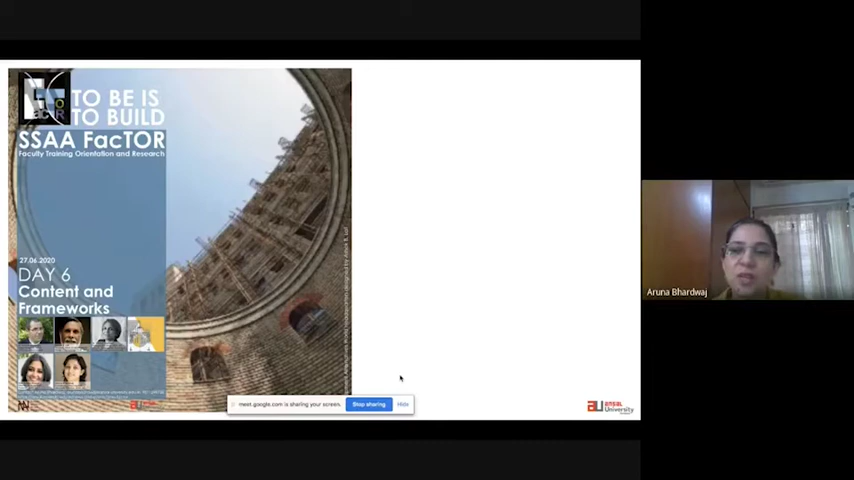 TO BE IS
TO BUILD
SSAA FacTOR
Faculty Training Orientation and Research
27.06.2020
DAY 6
Content and
Frameworks
meet.google.com is sharing your screen.
Stop sharing
Hide
ANSAL
University
Aruna Bhardwaj